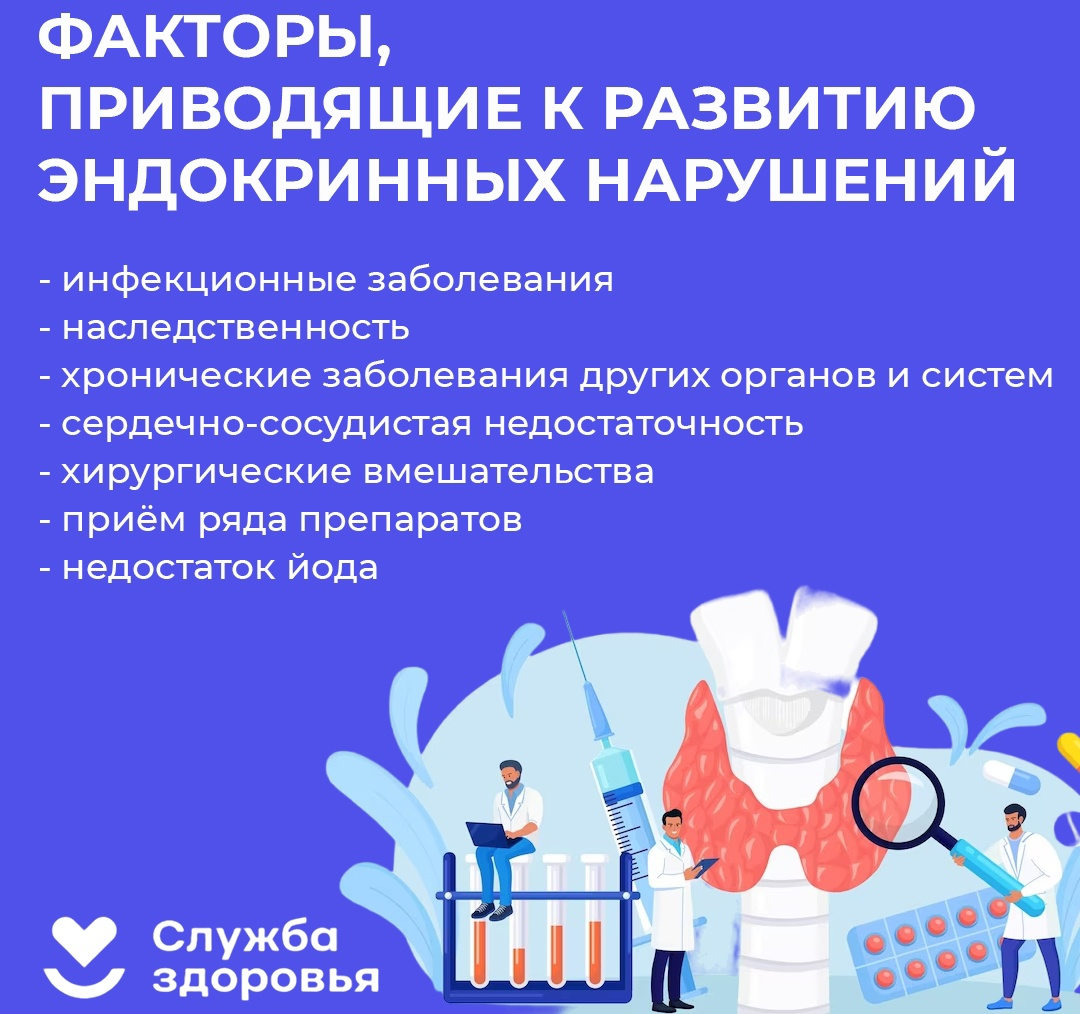 ФАКТОРЫ,
ПРИВОДЯЩИЕ К РАЗВИТИЮ
ЭНДОКРИННЫХ НАРУШЕНИЙ
- инфекционные заболевания
- наследственность
- хронические заболевания других органов и систем
- сердечно-сосудистая недостаточность
- хирургические вмешательства
- приём ряда препаратов
- недостаток йода
Служба
здоровья